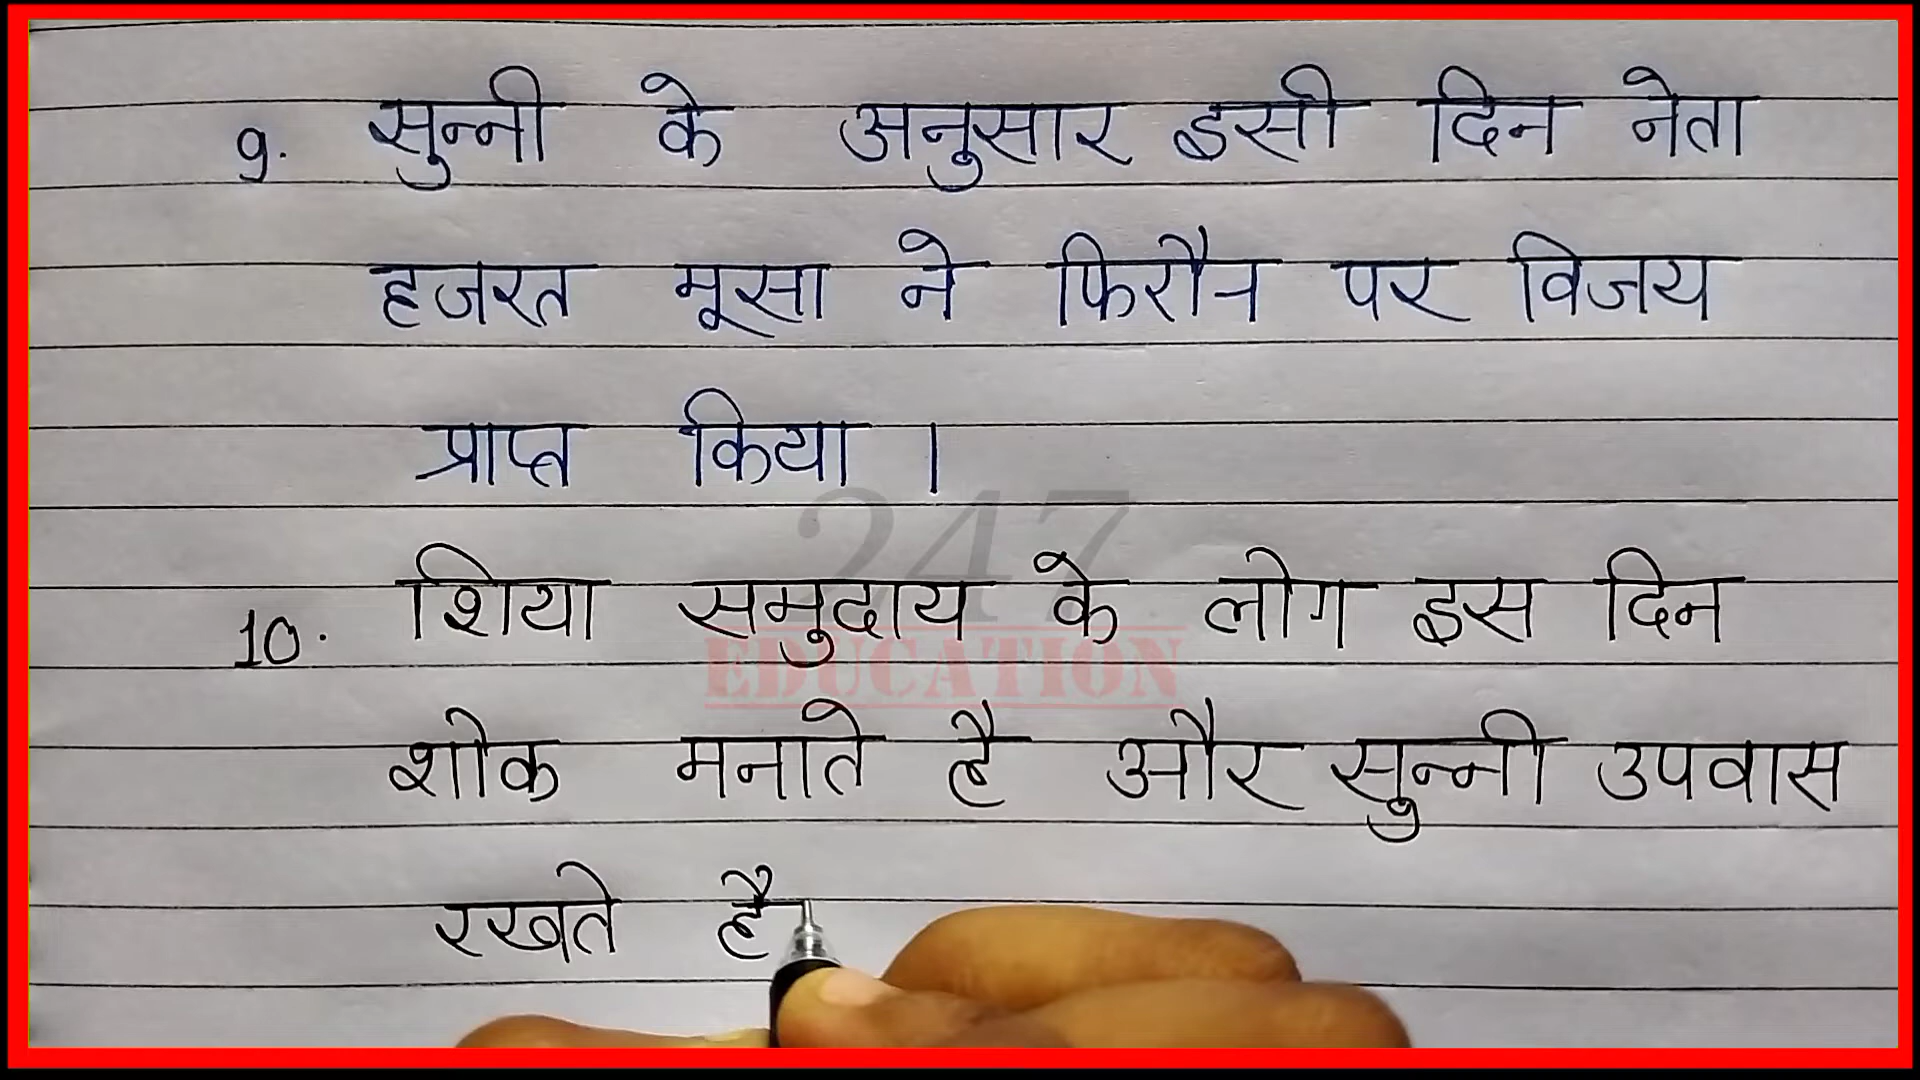 9. सुन्नी के अनुसार इसी दिन नेता
हजरत मूसा ने फिरौन पर विजय
प्राप्त किया ।
247
10. शिया समुदाय के लोग इस दिन
EDUCATION
शोक मनाते है और सुन्नी उपवास
रखते है